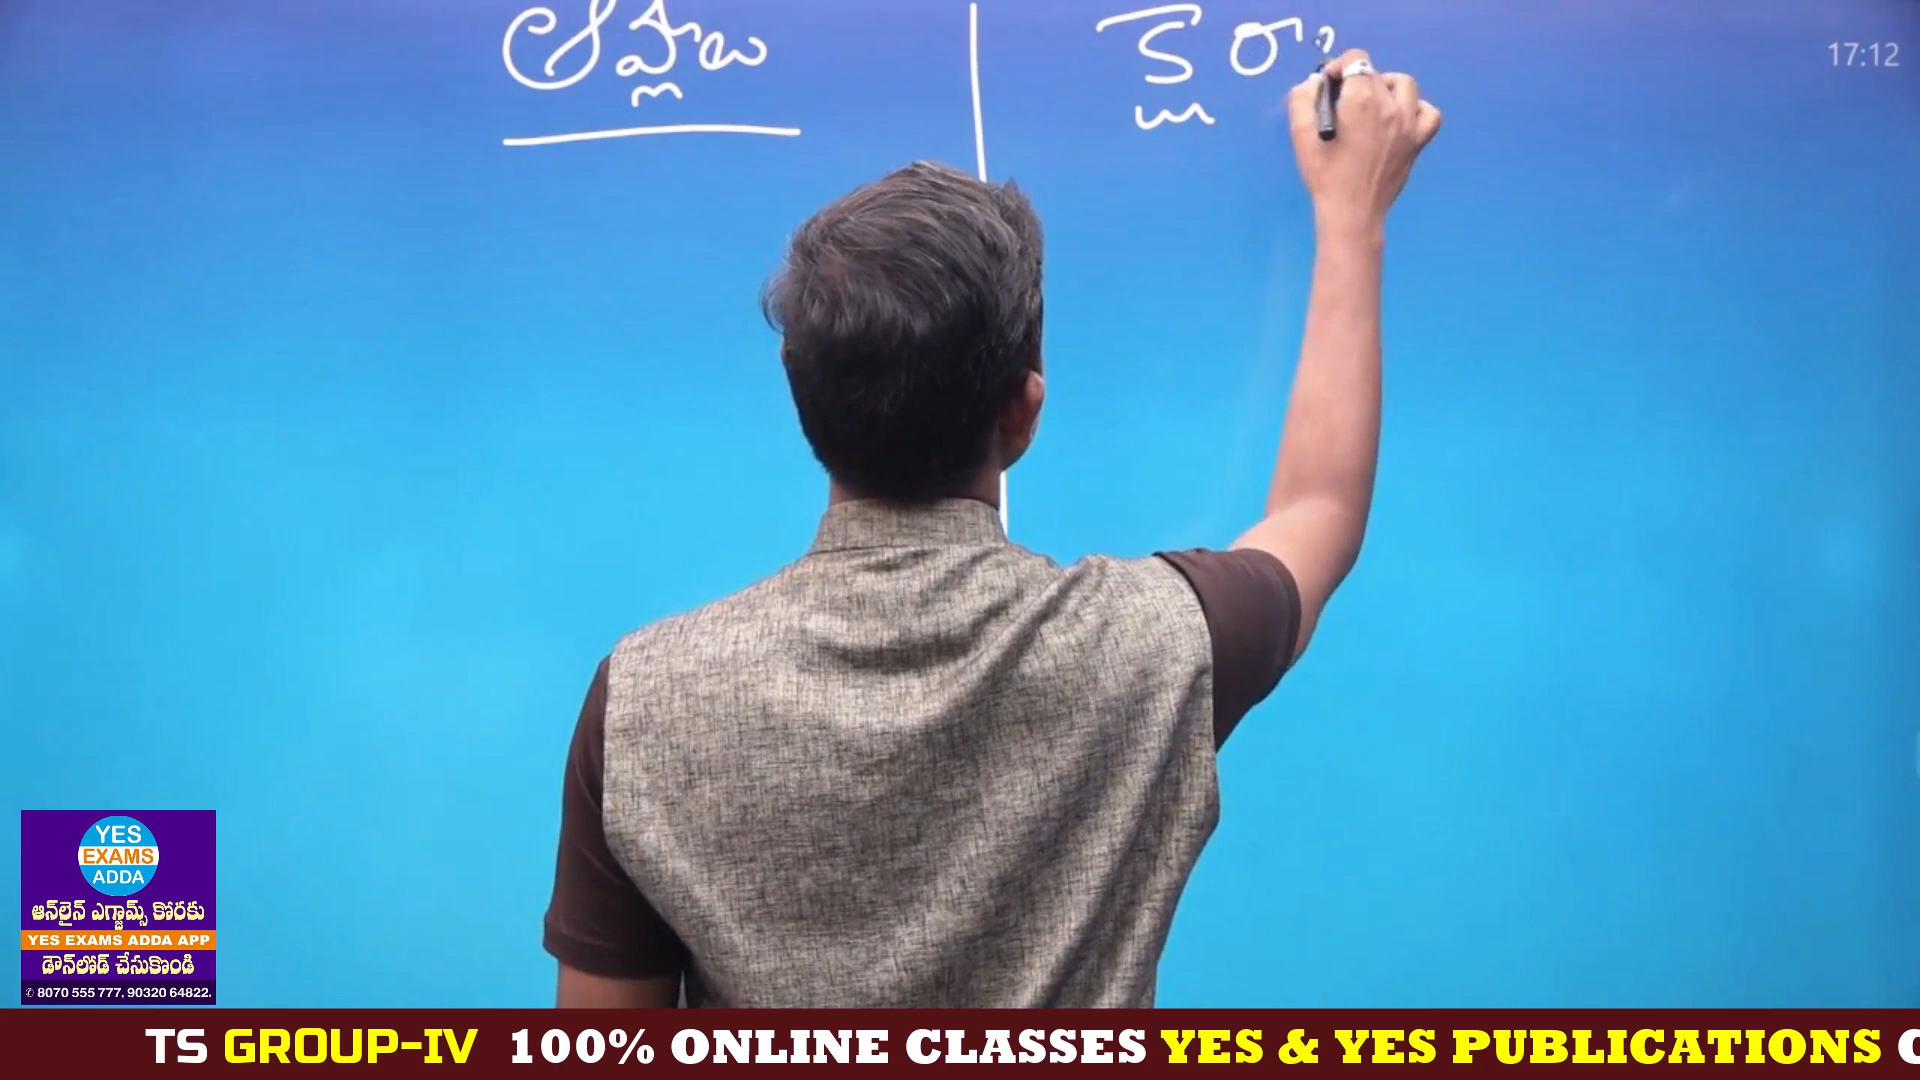 ఆమ్లాలు
17:12
YES
EXAMS
ADDA
ఆన్‌లైన్ ఎగ్జామ్స్ కోరకు
YES EXAMS ADDA APP
డౌన్‌లోడ్ చేసుకొండి
✆ 8070 555 777, 90320 64822.
TS GROUP-IV 100% ONLINE CLASSES YES & YES PUBLICATIONS